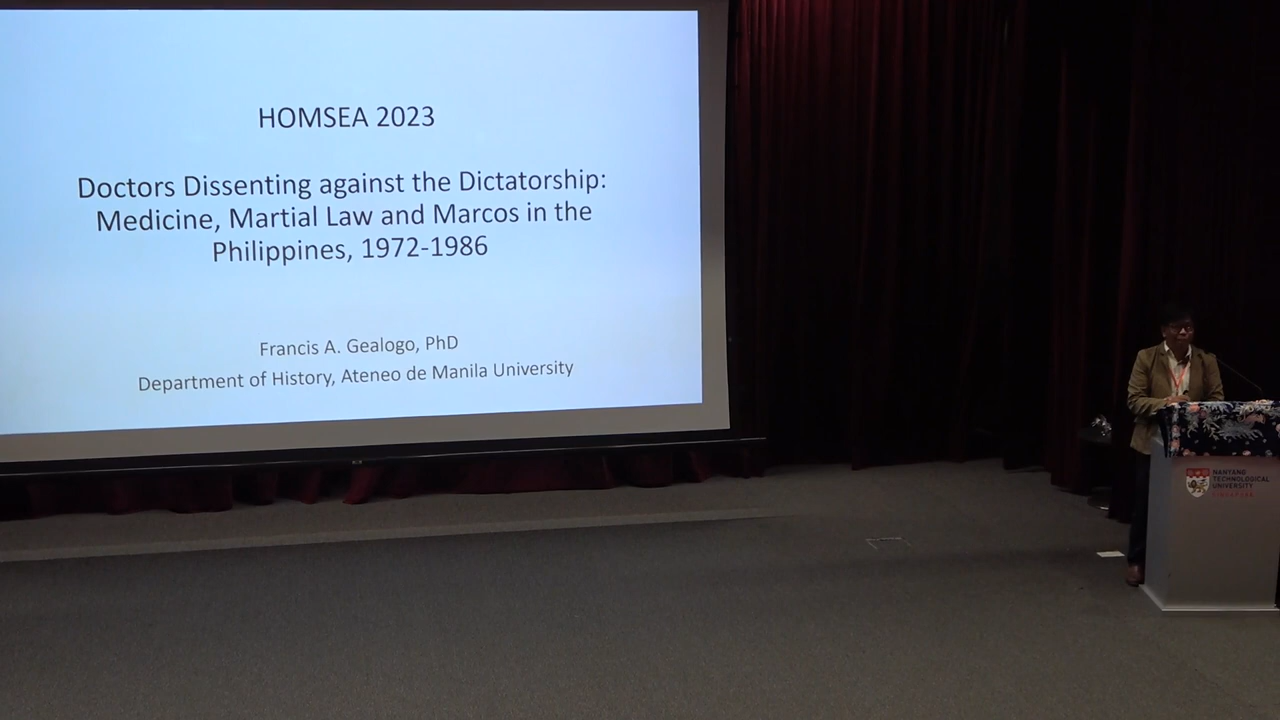 HOMSEA 2023
Doctors Dissenting against the Dictatorship:
Medicine, Martial Law and Marcos in the
Philippines, 1972-1986
Francis A. Gealogo, PhD
Department of History, Ateneo de Manila University
NANYANG
TECHNOLOGICAL
UNIVERSITY
SINGAPORE